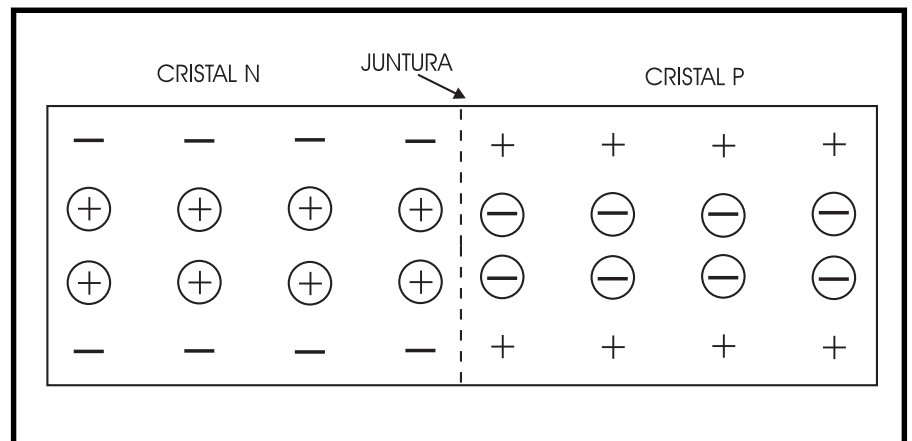 CRISTAL N
JUNTURA
CRISTAL P
− − − − + + + +
+ + + + − − − −
+ + + + − − − −
− − − − + + + +